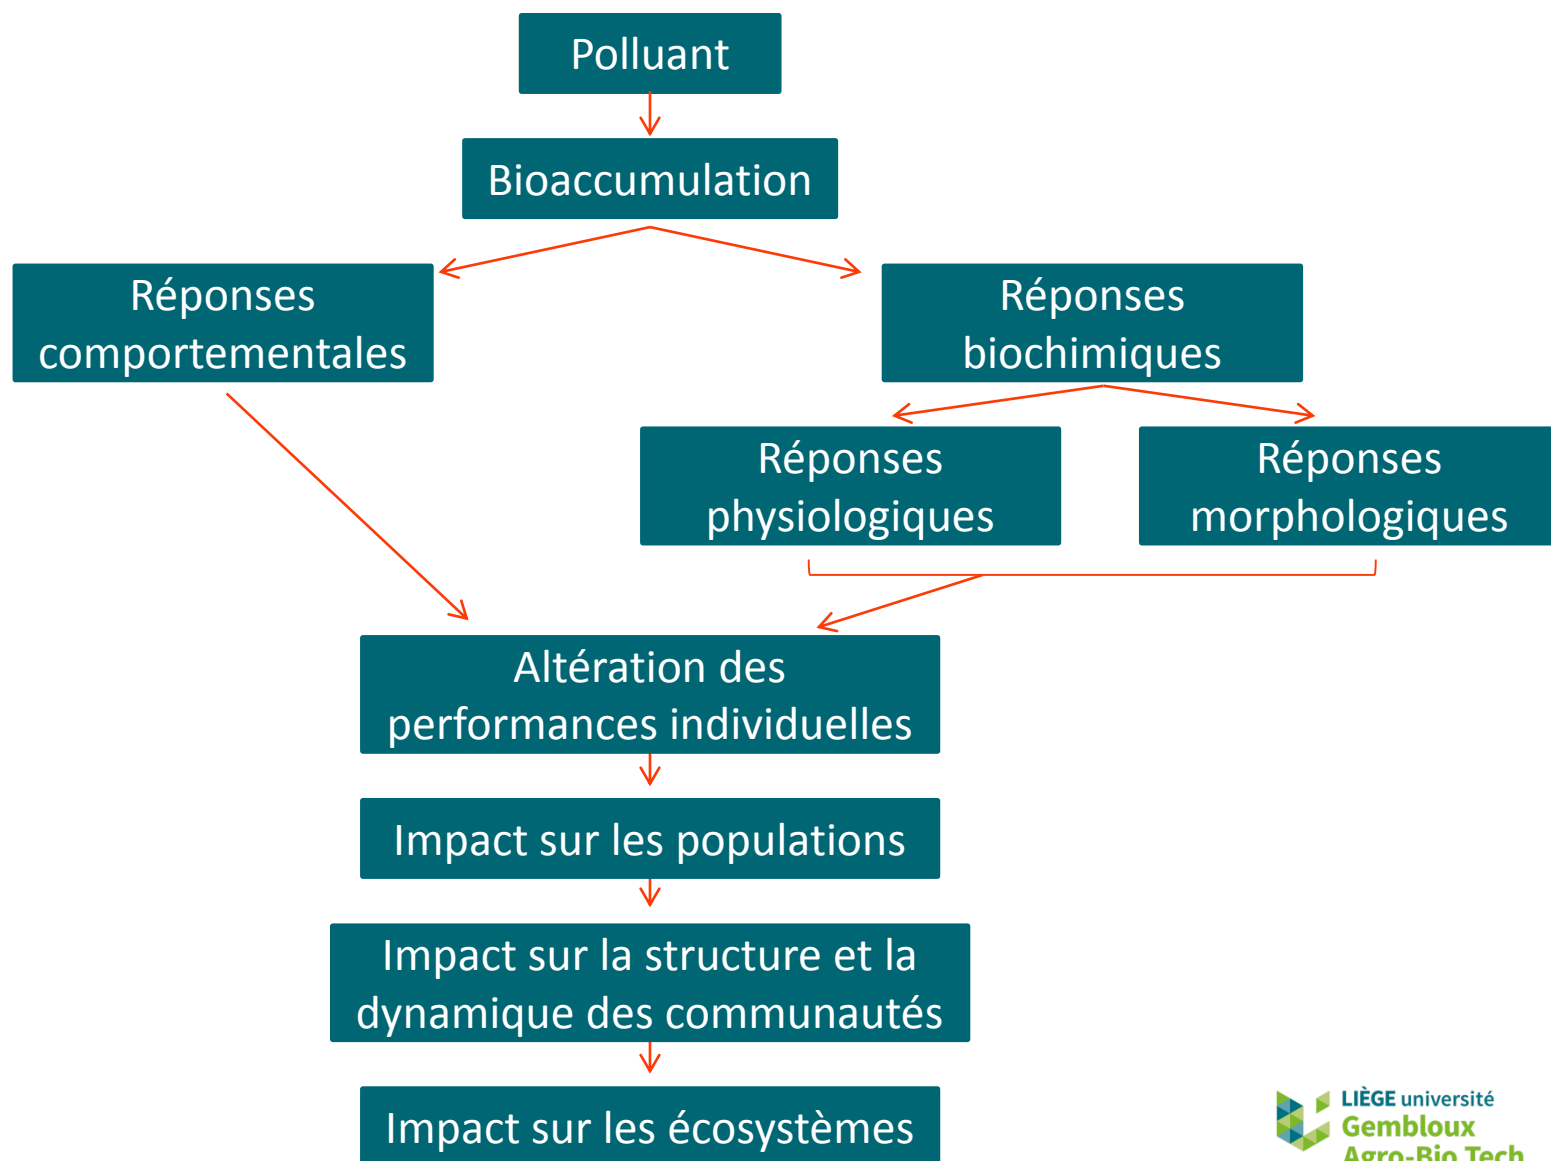 Polluant
Bioaccumulation
Réponses
comportementales
Réponses
biochimiques
Réponses
physiologiques
Réponses
morphologiques
Altération des
performances individuelles
Impact sur les populations
Impact sur la structure et la
dynamique des communautés
Impact sur les écosystèmes
LIÈGE université
Gembloux
Agro-Bio Tech